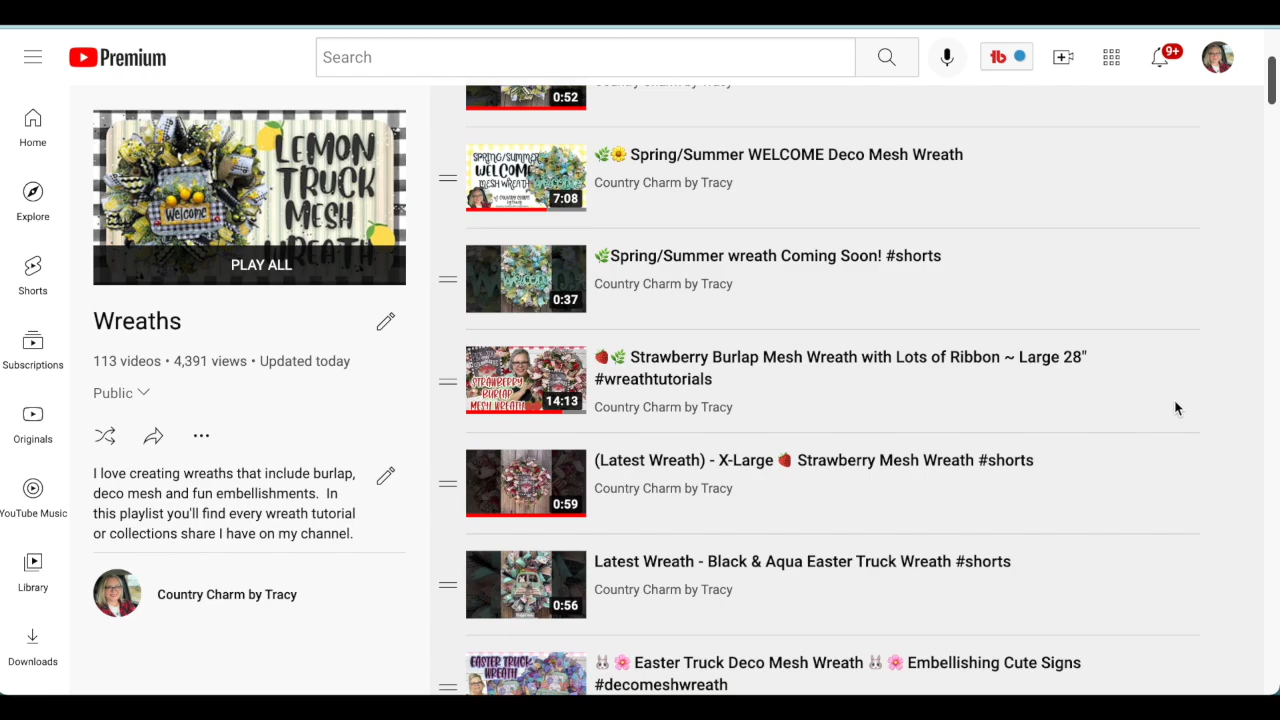 Premium
Search
9+
Home
Explore
Shorts
Subscriptions
Originals
YouTube Music
Library
Downloads
LEMON
TRUCK
MESH
WREATH
Welcome
PLAY ALL
Wreaths
113 videos • 4,391 views • Updated today
Public
I love creating wreaths that include burlap,
deco mesh and fun embellishments. In
this playlist you'll find every wreath tutorial
or collections share I have on my channel.
Country Charm by Tracy
0:52
Country Charm by Tracy
SPRING/SUMMER
WELCOME
MESH WREATH
7:08
🌿🌼 Spring/Summer WELCOME Deco Mesh Wreath
Country Charm by Tracy
0:37
🌿Spring/Summer wreath Coming Soon! #shorts
Country Charm by Tracy
STRAWBERRY
BURLAP
MESH WREATH
14:13
🍓🌿 Strawberry Burlap Mesh Wreath with Lots of Ribbon ~ Large 28"
#wreathtutorials
Country Charm by Tracy
0:59
(Latest Wreath) - X-Large 🍓 Strawberry Mesh Wreath #shorts
Country Charm by Tracy
0:56
Latest Wreath - Black & Aqua Easter Truck Wreath #shorts
Country Charm by Tracy
EASTER TRUCK
WREATH
🐰🌸 Easter Truck Deco Mesh Wreath 🐰🌸 Embellishing Cute Signs
#decomeshwreath